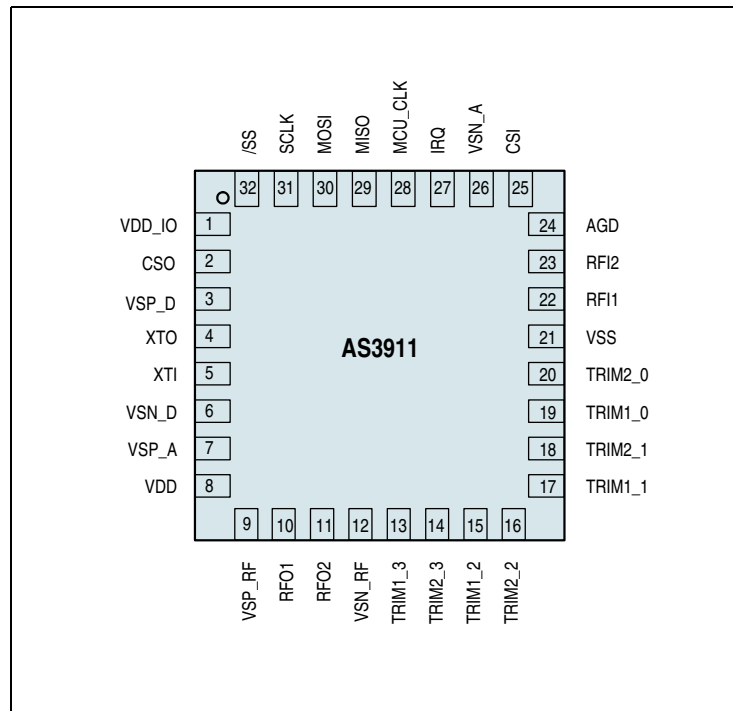 /SS
SCLK
MOSI
MISO
MCU_CLK
IRQ
VSN_A
CSI
32
31
30
29
28
27
26
25
VDD_IO 1
CSO 2
VSP_D 3
XTO 4
XTI 5
VSN_D 6
VSP_A 7
VDD 8
AS3911
24 AGD
23 RFI2
22 RFI1
21 VSS
20 TRIM2_0
19 TRIM1_0
18 TRIM2_1
17 TRIM1_1
9
10
11
12
13
14
15
16
VSP_RF
RFO1
RFO2
VSN_RF
TRIM1_3
TRIM2_3
TRIM1_2
TRIM2_2